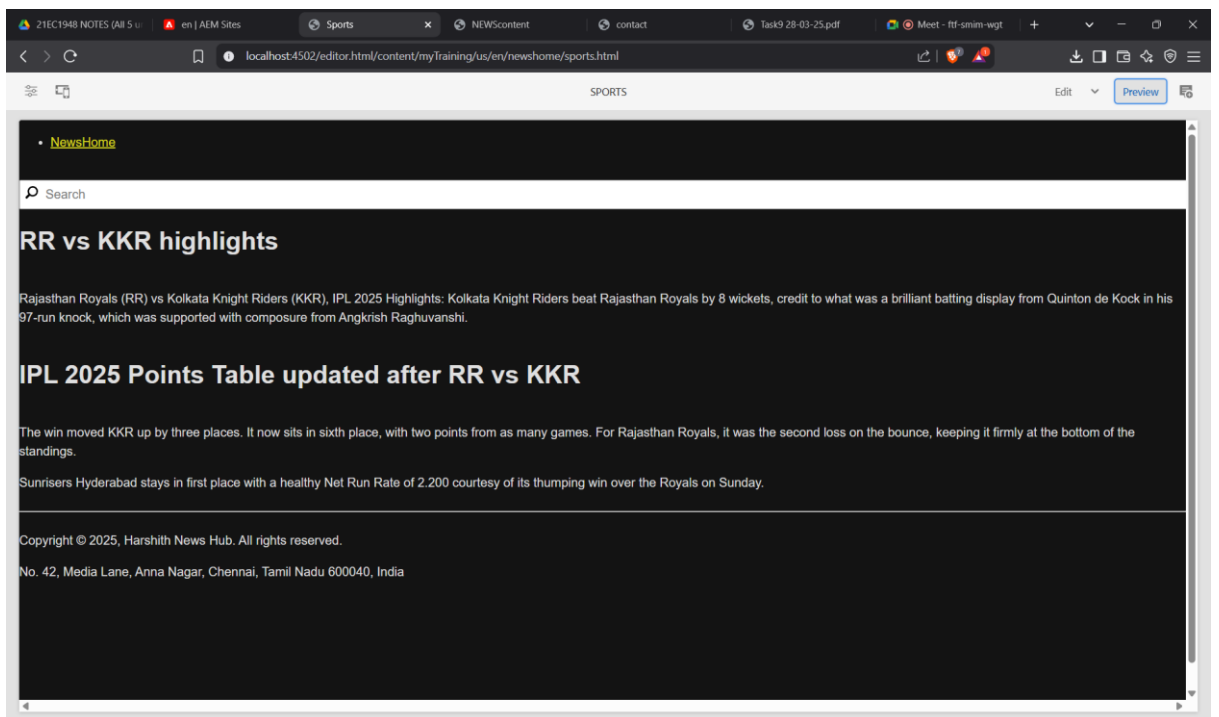 21EC1948 NOTES (All 5 u
en | AEM Sites
Sports
NEWScontent
contact
Task9 28-03-25.pdf
Meet - ftf-smim-wgt
localhost:4502/editor.html/content/myTraining/us/en/newshome/sports.html
SPORTS
Edit
Preview
• NewsHome
Search
RR vs KKR highlights
Rajasthan Royals (RR) vs Kolkata Knight Riders (KKR), IPL 2025 Highlights: Kolkata Knight Riders beat Rajasthan Royals by 8 wickets, credit to what was a brilliant batting display from Quinton de Kock in his
97-run knock, which was supported with composure from Angkrish Raghuvanshi.
IPL 2025 Points Table updated after RR vs KKR
The win moved KKR up by three places. It now sits in sixth place, with two points from as many games. For Rajasthan Royals, it was the second loss on the bounce, keeping it firmly at the bottom of the
standings.
Sunrisers Hyderabad stays in first place with a healthy Net Run Rate of 2.200 courtesy of its thumping win over the Royals on Sunday.
Copyright © 2025, Harshith News Hub. All rights reserved.
No. 42, Media Lane, Anna Nagar, Chennai, Tamil Nadu 600040, India